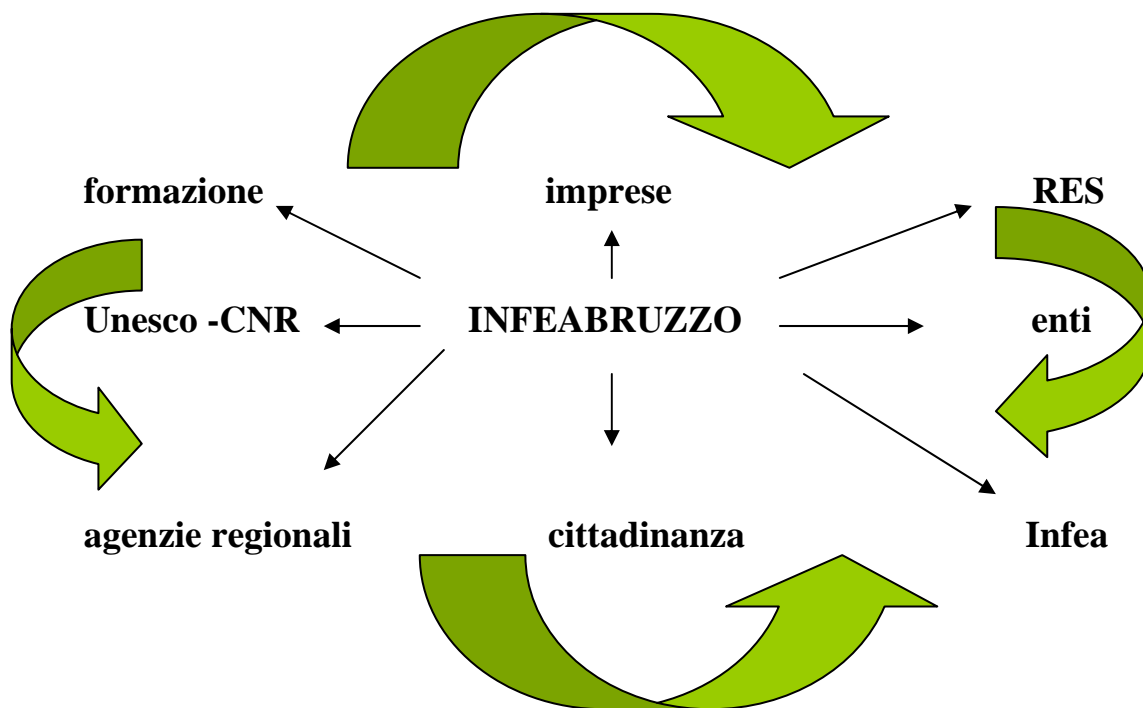 formazione imprese RES
Unesco -CNR INFEABRUZZO enti
agenzie regionali cittadinanza Infea